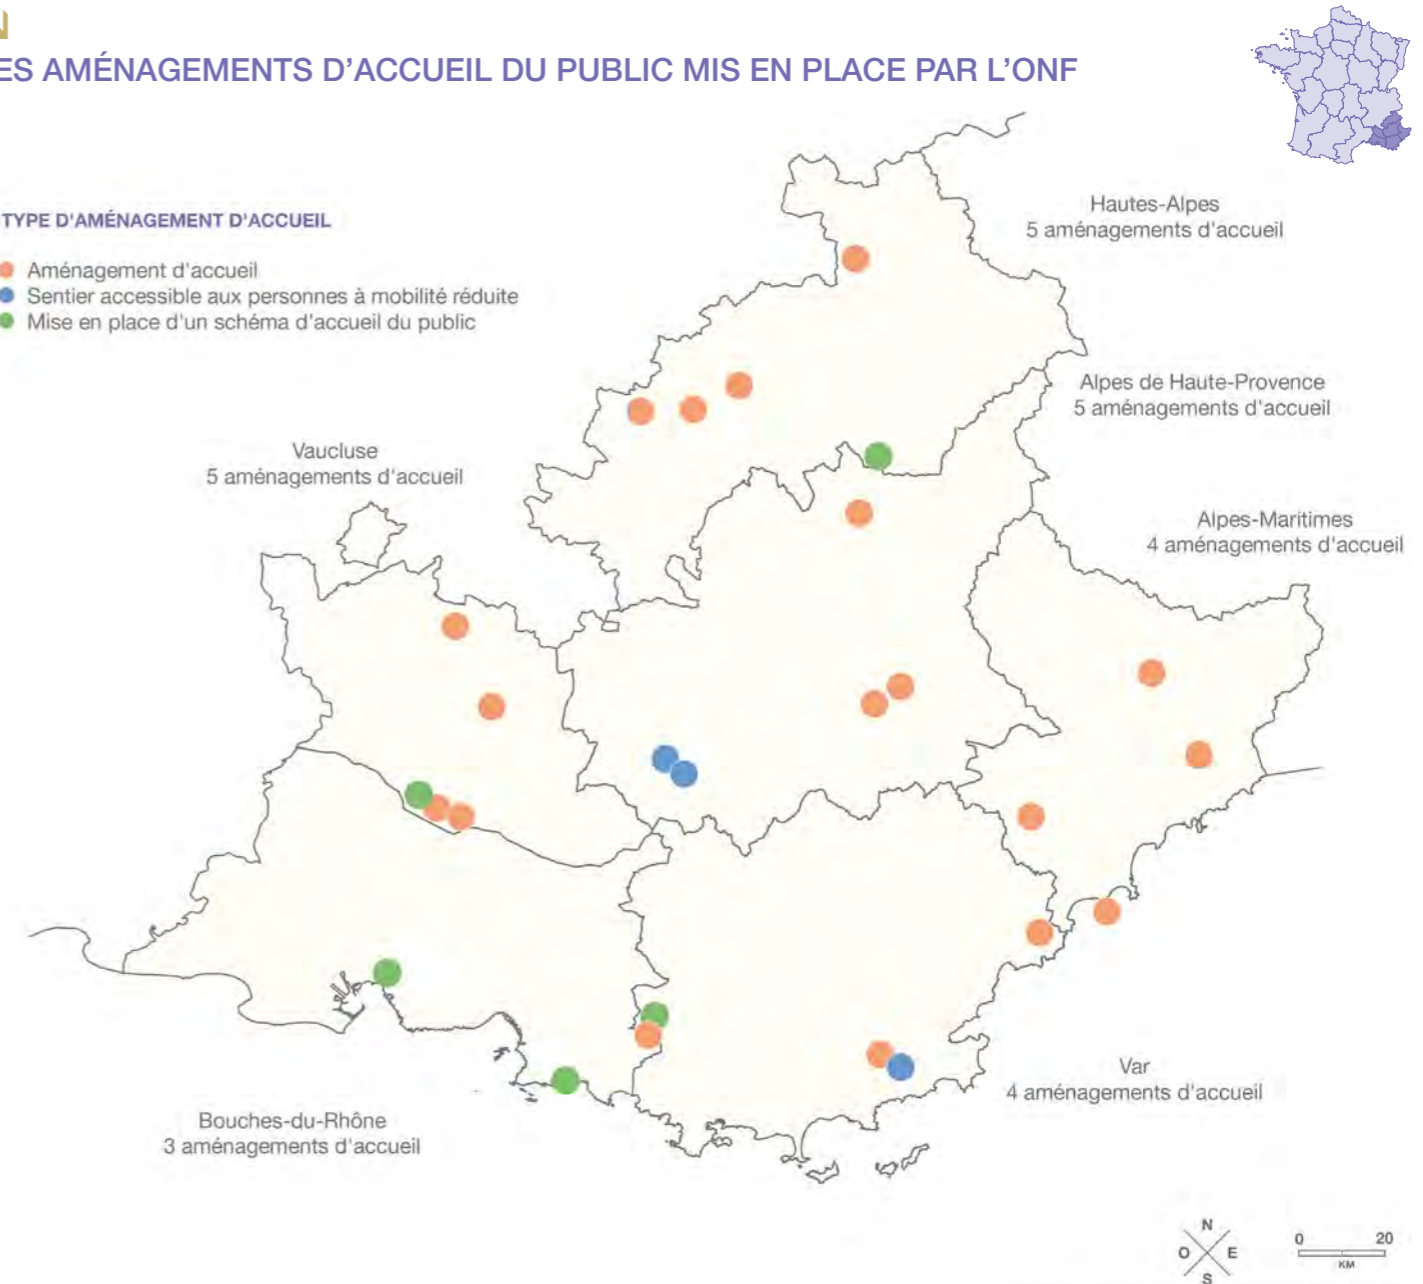 N
ES AMÉNAGEMENTS D'ACCUEIL DU PUBLIC MIS EN PLACE PAR L'ONF
TYPE D'AMÉNAGEMENT D'ACCUEIL
Aménagement d'accueil
Sentier accessible aux personnes à mobilité réduite
Mise en place d'un schéma d'accueil du public
Hautes-Alpes
5 aménagements d'accueil
Alpes de Haute-Provence
5 aménagements d'accueil
Vaucluse
5 aménagements d'accueil
Alpes-Maritimes
4 aménagements d'accueil
Var
4 aménagements d'accueil
Bouches-du-Rhône
3 aménagements d'accueil
N
O E
S
0 20
KM